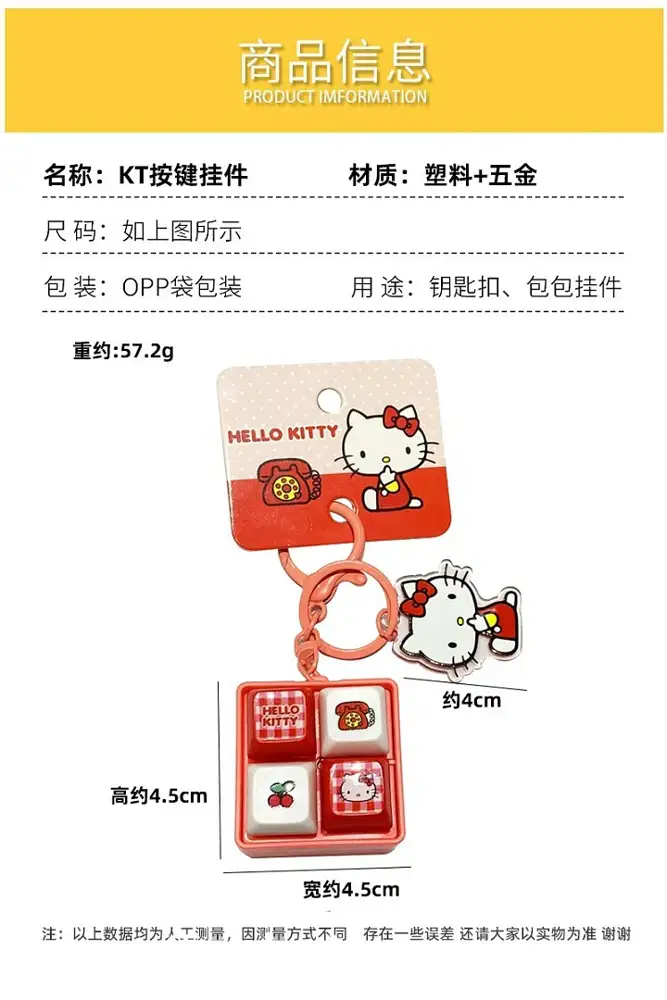 商品信息
PRODUCT IMFORMATION
名称：KT按键挂件 材质：塑料+五金
尺 码：如上图所示
包 装：OPP袋包装 用 途：钥匙扣、包包挂件
重约:57.2g
HELLO KITTY
HELLO
KITTY
约4cm
高约4.5cm
宽约4.5cm
注：以上数据均为人工测量，因测量方式不同 存在一些误差 还请大家以实物为准 谢谢